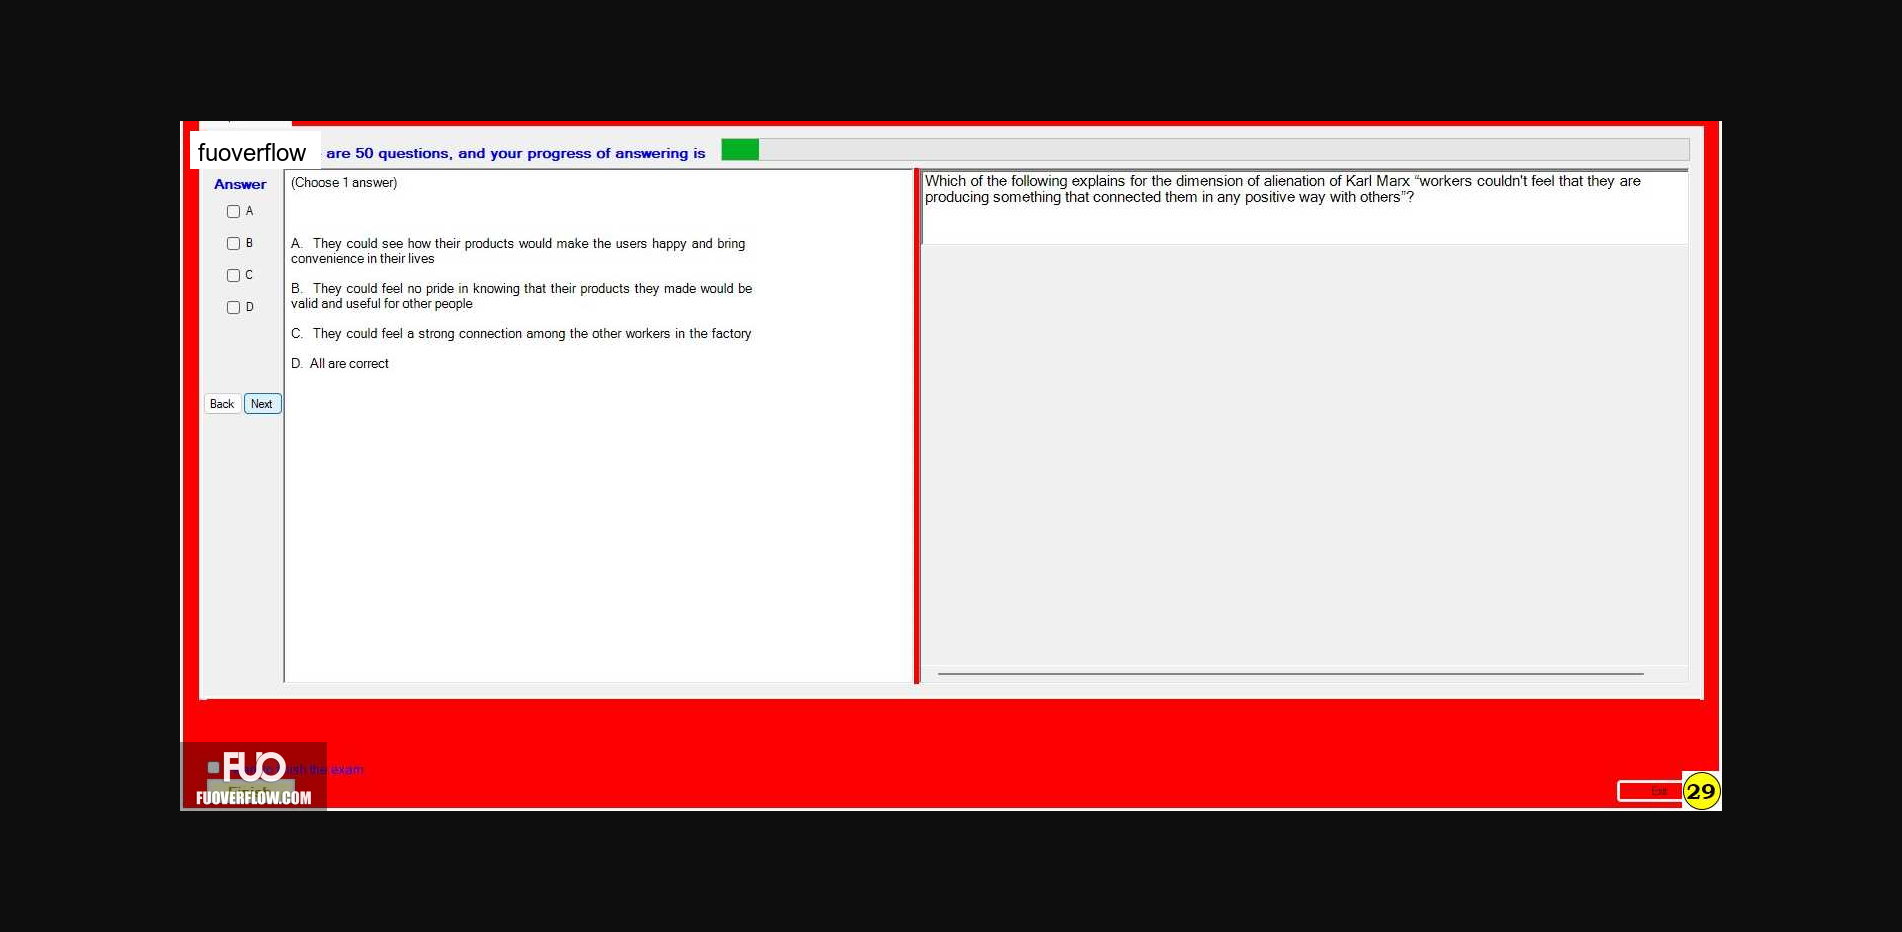 fuoverflow
are 50 questions, and your progress of answering is
Answer
A
B
C
D
Back Next
(Choose 1 answer)
A. They could see how their products would make the users happy and bring
convenience in their lives
B. They could feel no pride in knowing that their products they made would be
valid and useful for other people
C. They could feel a strong connection among the other workers in the factory
D. All are correct
Which of the following explains for the dimension of alienation of Karl Marx “workers couldn't feel that they are
producing something that connected them in any positive way with others”?
FUO
the exam
Finish
FUOVERFLOW.COM
Exit
29